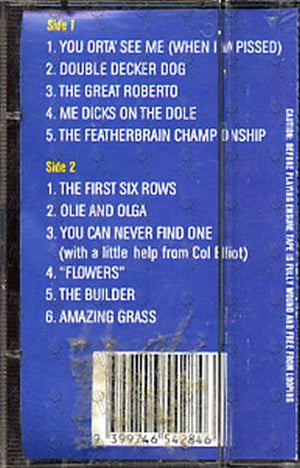 Side 1
1. YOU ORTA' SEE ME (WHEN I'M PISSED)
2. DOUBLE DECKER DOG
3. THE GREAT ROBERTO
4. ME DICKS ON THE DOLE
5. THE FEATHERBRAIN CHAMPIONSHIP
Side 2
1. THE FIRST SIX ROWS
2. OLIE AND OLGA
3. YOU CAN NEVER FIND ONE
(with a little help from Col Elliot)
4. "FLOWERS"
5. THE BUILDER
6. AMAZING GRASS
9 399746 542846
CAUTION: BEFORE PLAYING ENSURE TAPE IS FULLY WOUND AND FREE FROM LOOPING